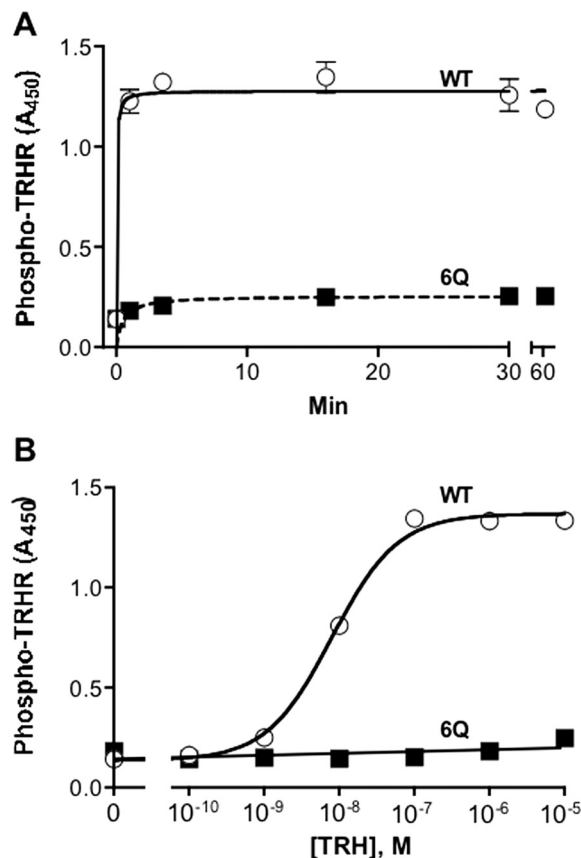 A
1.5
1.0
0.5
0.0
Phospho-TRHR (A₄₅₀)
WT
6Q
0 10 20 30 60
Min
B
1.5
1.0
0.5
0.0
Phospho-TRHR (A₄₅₀)
WT
6Q
0 10⁻¹⁰ 10⁻⁹ 10⁻⁸ 10⁻⁷ 10⁻⁶ 10⁻⁵
[TRH], M